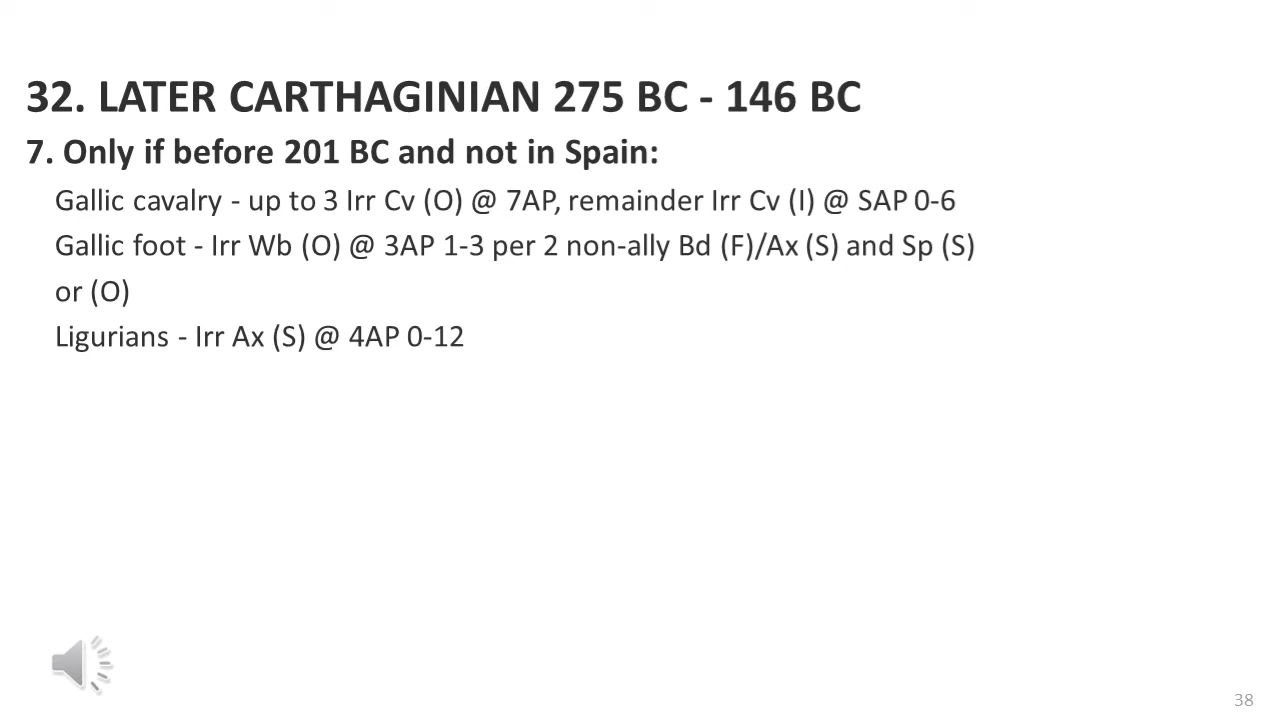 32. LATER CARTHAGINIAN 275 BC - 146 BC
7. Only if before 201 BC and not in Spain:
Gallic cavalry - up to 3 Irr Cv (O) @ 7AP, remainder Irr Cv (I) @ SAP 0-6
Gallic foot - Irr Wb (O) @ 3AP 1-3 per 2 non-ally Bd (F)/Ax (S) and Sp (S)
or (O)
Ligurians - Irr Ax (S) @ 4AP 0-12
38